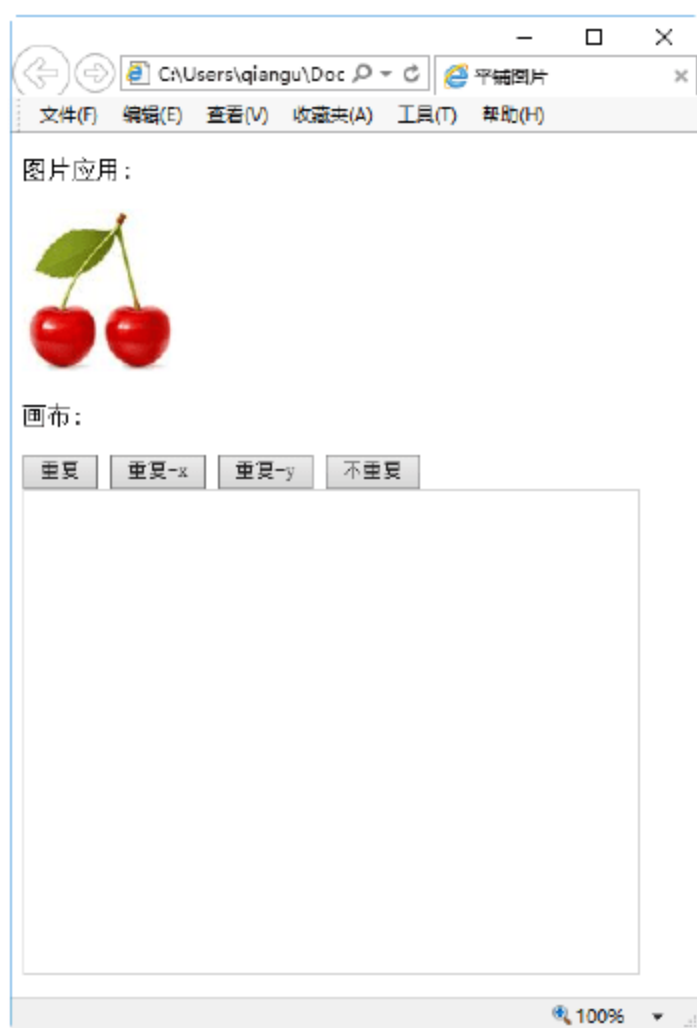 C:\Users\qiangu\Doc
平铺图片
文件(F) 编辑(E) 查看(V) 收藏夹(A) 工具(T) 帮助(H)
图片应用:
画布:
重复 重复-x 重复-y 不重复
100%